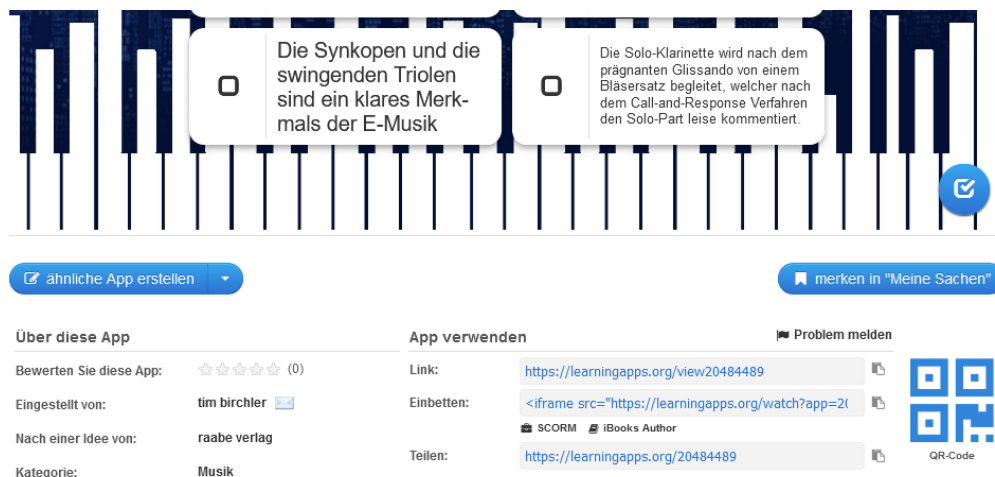 Die Synkopen und die
swingenden Triolen
sind ein klares Merk-
mals der E-Musik
Die Solo-Klarinette wird nach dem
prägnanten Glissando von einem
Bläsersatz begleitet, welcher nach
dem Call-and-Response Verfahren
den Solo-Part leise kommentiert.
ähnliche App erstellen
merken in "Meine Sachen"
Über diese App
Bewerten Sie diese App: (0)
Eingestellt von: tim birchler
Nach einer Idee von: raabe verlag
Kategorie: Musik
App verwenden
Problem melden
Link: https://learningapps.org/view20484489
Einbetten: <iframe src="https://learningapps.org/watch?app=20
SCORM iBooks Author
Teilen: https://learningapps.org/20484489
QR-Code